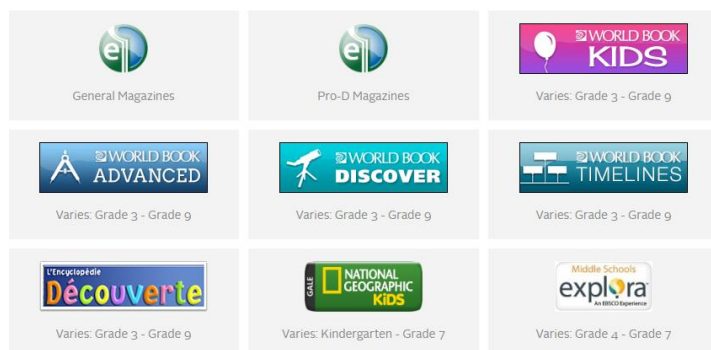 e
General Magazines
e
Pro-D Magazines
WORLD BOOK
KIDS
Varies: Grade 3 - Grade 9
WORLD BOOK
ADVANCED
Varies: Grade 3 - Grade 9
WORLD BOOK
DISCOVER
Varies: Grade 3 - Grade 9
WORLD BOOK
TIMELINES
Varies: Grade 3 - Grade 9
L'Encyclopédie
Découverte
Varies: Grade 3 - Grade 9
GALE
NATIONAL
GEOGRAPHIC
KiDS
Varies: Kindergarten - Grade 7
Middle Schools
explora
An EBSCO Experience
Varies: Grade 4 - Grade 7